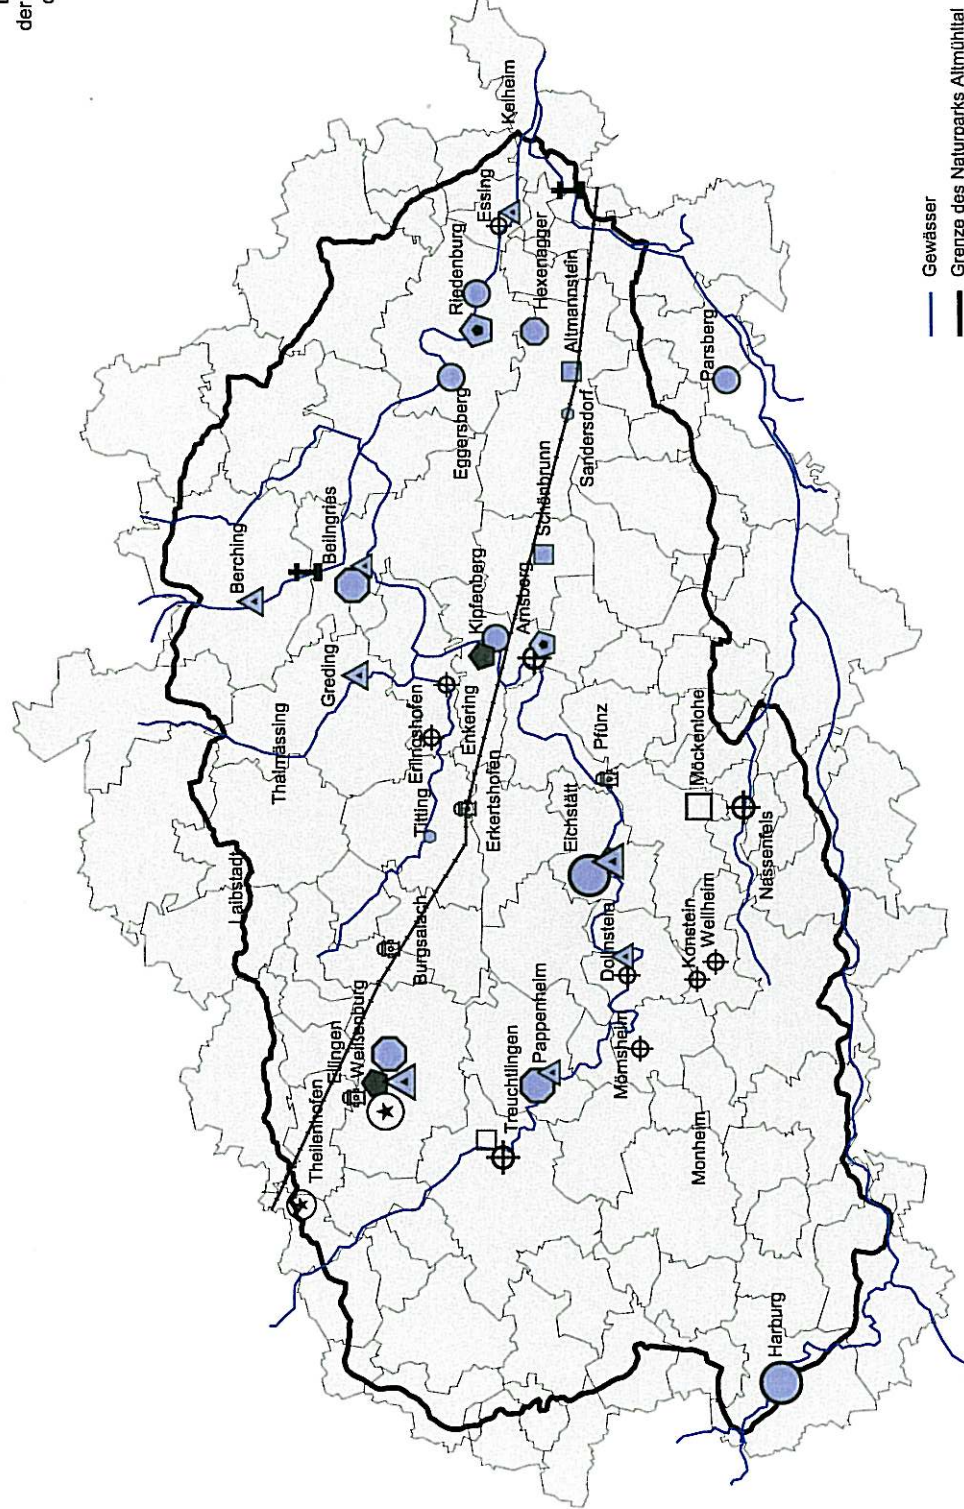 der
Kelheim
Essing
Riedenburg
Hexenagger
Altmannstein
Parsberg
Eggersberg
Sandersdorf
Schönbrunn
Berching
Beilngries
Kipfenberg
Arnsberg
Greding
Erlingshofen
Enkering
Thalmässing
Titting
Erkertshofen
Pfünz
Möckenlohe
Eichstätt
Nassenfels
Laibstadt
Burgsalach
Dollnstein
Konstein
Wellheim
Ellingen
Weißenburg
Pappenheim
Mörnsheim
Theilenhofen
Treuchtlingen
Monheim
Harburg
Gewässer
Grenze des Naturparks Altmühltal